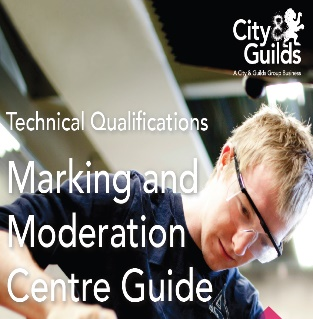 City&
Guilds
A City & Guilds Group Business
Technical Qualifications
Marking and
Moderation
Centre Guide